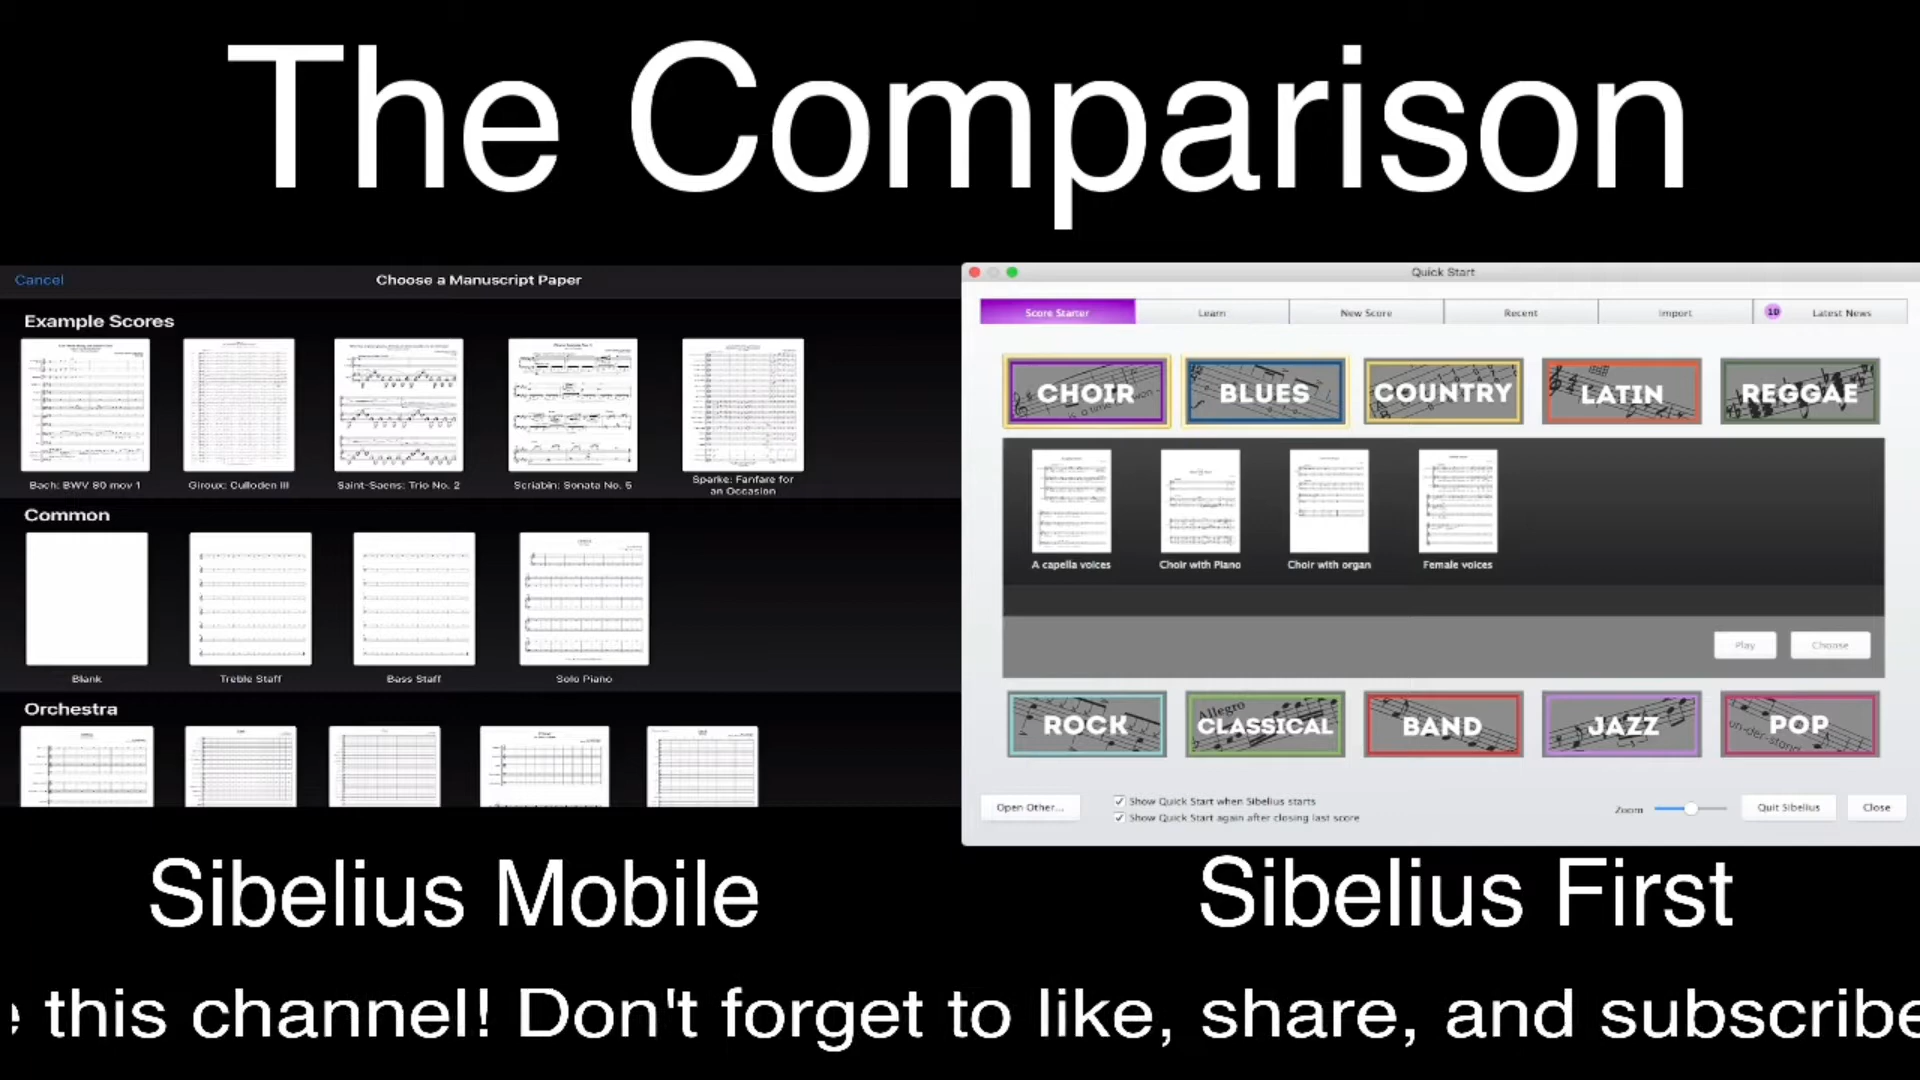 The Comparison
Cancel
Choose a Manuscript Paper
Example Scores
Bach: BWV 80 mov 1
Giroux: Culloden III
Saint-Saens: Trio No. 2
Scriabin: Sonata No. 5
Sparke: Fanfare for
an Occasion
Common
Blank
Treble Staff
Bass Staff
Solo Piano
Orchestra
Quick Start
Score Starter
Learn
New Score
Recent
Import
10
Latest News
CHOIR
BLUES
COUNTRY
LATIN
REGGAE
A capella voices
Choir with Piano
Choir with organ
Female voices
Play
Choose
ROCK
Allegro
CLASSICAL
BAND
JAZZ
POP
un-der-stand
Open Other...
Show Quick Start when Sibelius starts
Show Quick Start again after closing last score
Zoom
Quit Sibelius
Close
Sibelius Mobile
Sibelius First
this channel! Don't forget to like, share, and subscribe